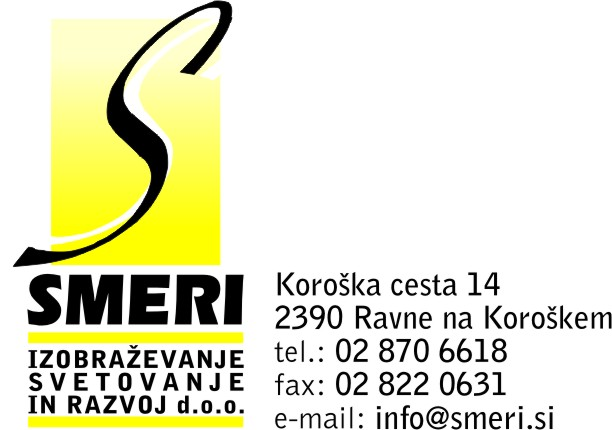 S
SMERI
IZOBRAŽEVANJE
SVETOVANJE
IN RAZVOJ d.o.o.
Koroška cesta 14
2390 Ravne na Koroškem
tel.: 02 870 6618
fax: 02 822 0631
e-mail: info@smeri.si